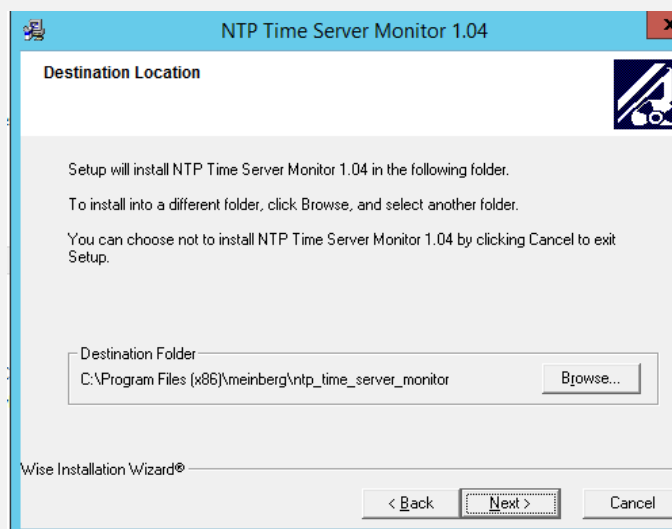 NTP Time Server Monitor 1.04
x
Destination Location
Setup will install NTP Time Server Monitor 1.04 in the following folder.
To install into a different folder, click Browse, and select another folder.
You can choose not to install NTP Time Server Monitor 1.04 by clicking Cancel to exit
Setup.
Destination Folder
C:\Program Files (x86)\meinberg\ntp_time_server_monitor
Browse...
Wise Installation Wizard®
< Back
Next >
Cancel